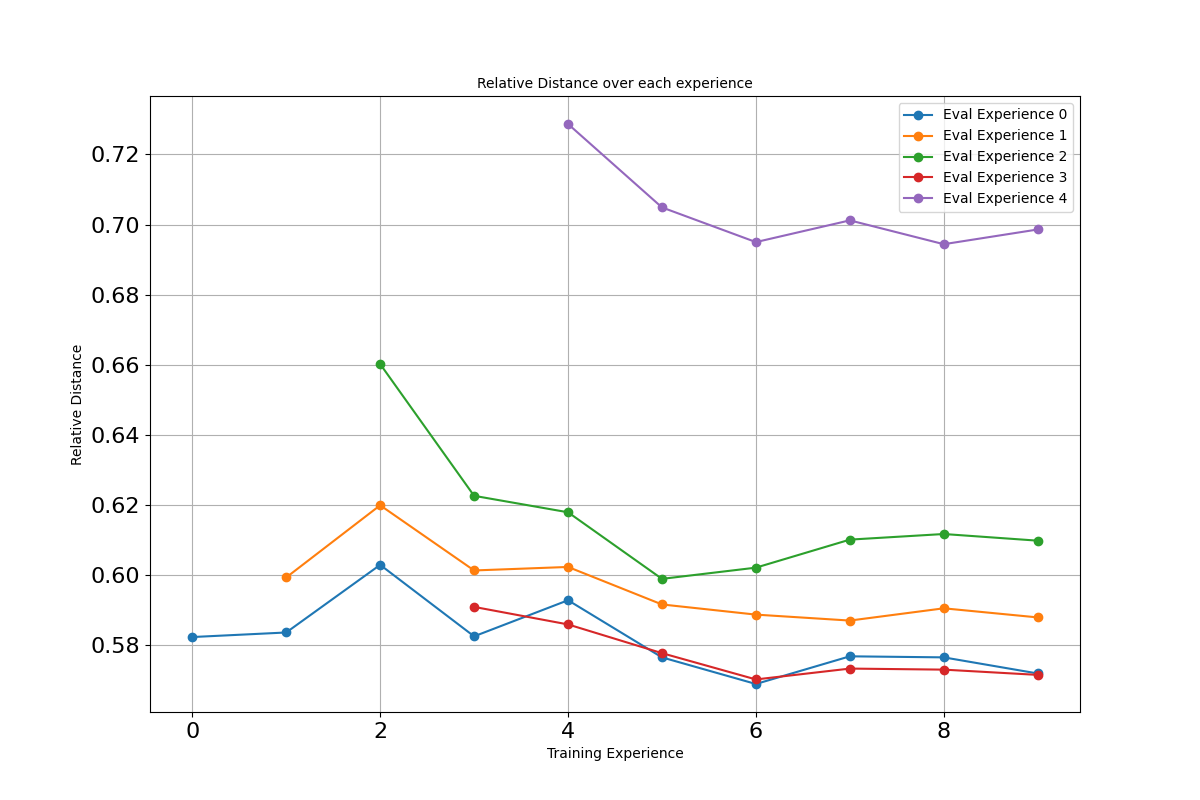 Relative Distance over each experience
Eval Experience 0
Eval Experience 1
Eval Experience 2
Eval Experience 3
Eval Experience 4
0.72
0.70
0.68
0.66
0.64
0.62
0.60
0.58
Relative Distance
0 2 4 6 8
Training Experience